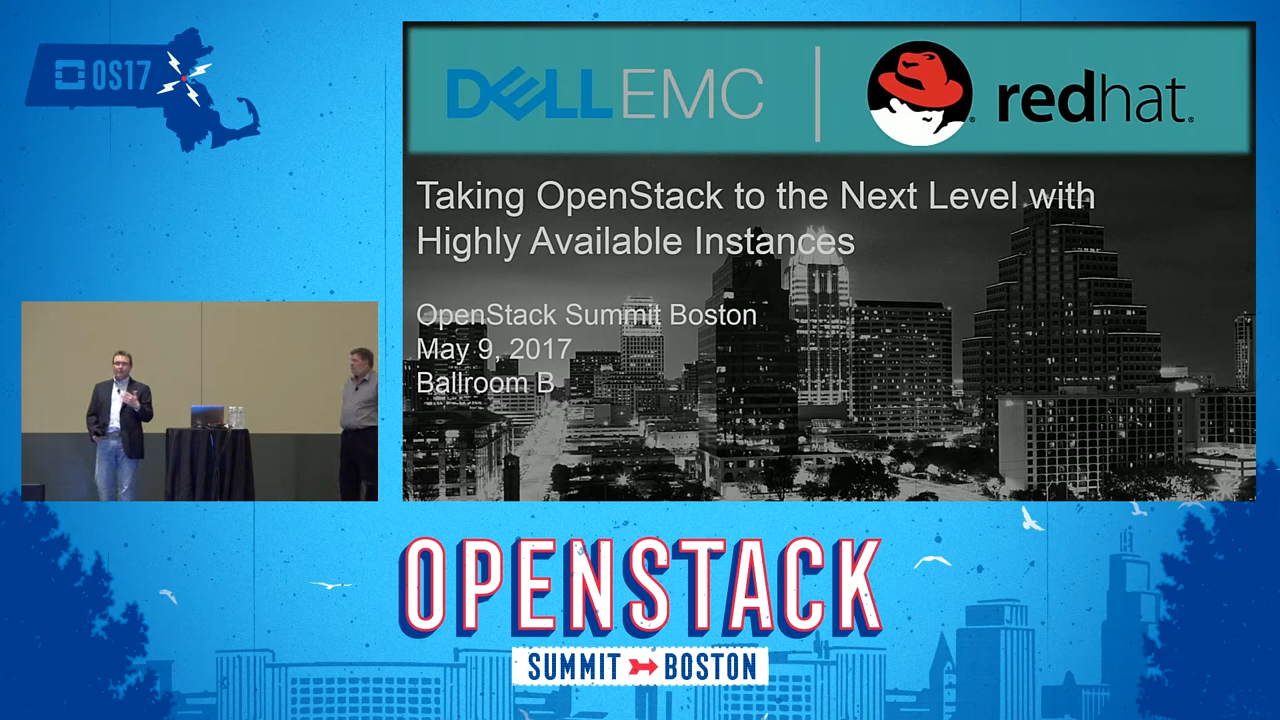 OS17
DELL EMC
redhat.
Taking OpenStack to the Next Level with
Highly Available Instances
OpenStack Summit Boston
May 9, 2017
Ballroom B
OPENSTACK
SUMMIT BOSTON